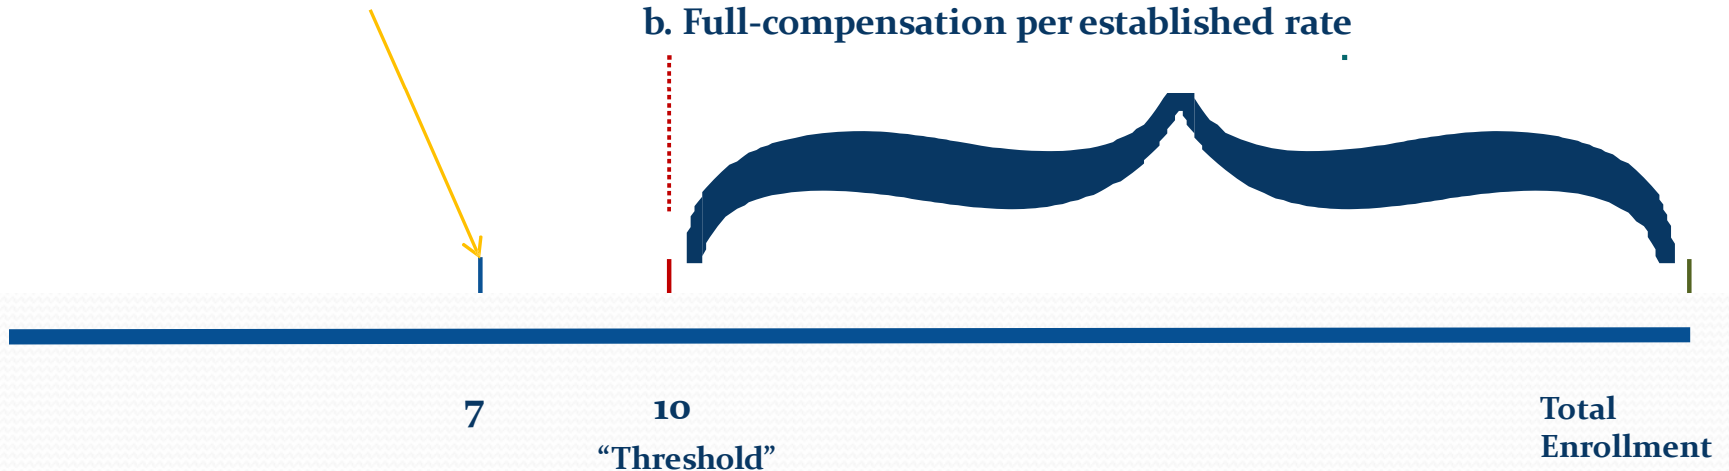 b. Full-compensation per established rate
7
10
“Threshold”
Total
Enrollment